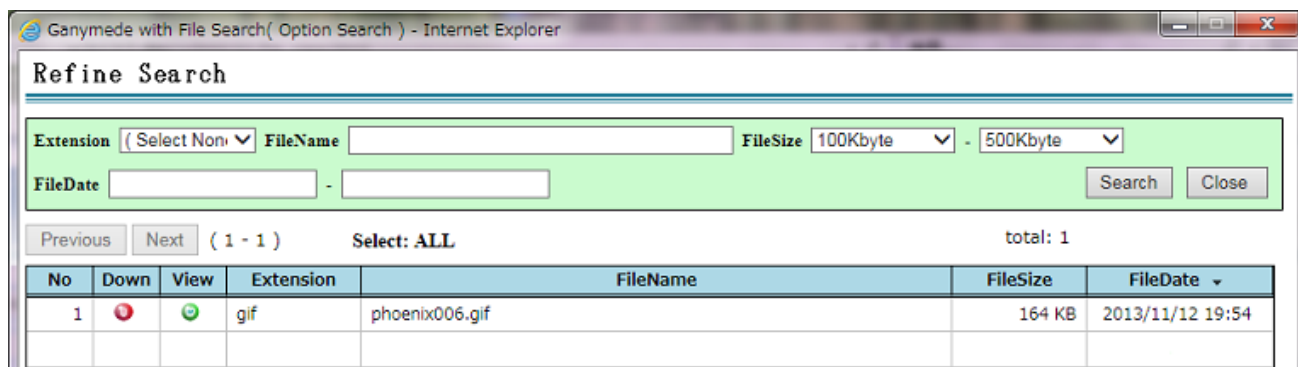 Ganymede with File Search( Option Search ) - Internet Explorer
Refine Search
Extension ( Select Non FileName FileSize 100Kbyte - 500Kbyte
FileDate - Search Close
Previous Next ( 1 - 1 ) Select: ALL total: 1
No Down View Extension FileName FileSize FileDate
1 gif phoenix006.gif 164 KB 2013/11/12 19:54